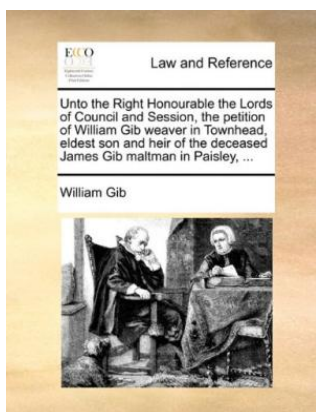 ECCO
Law and Reference
Unto the Right Honourable the Lords
of Council and Session, the petition
of William Gib weaver in Townhead,
eldest son and heir of the deceased
James Gib maltman in Paisley, ...
William Gib